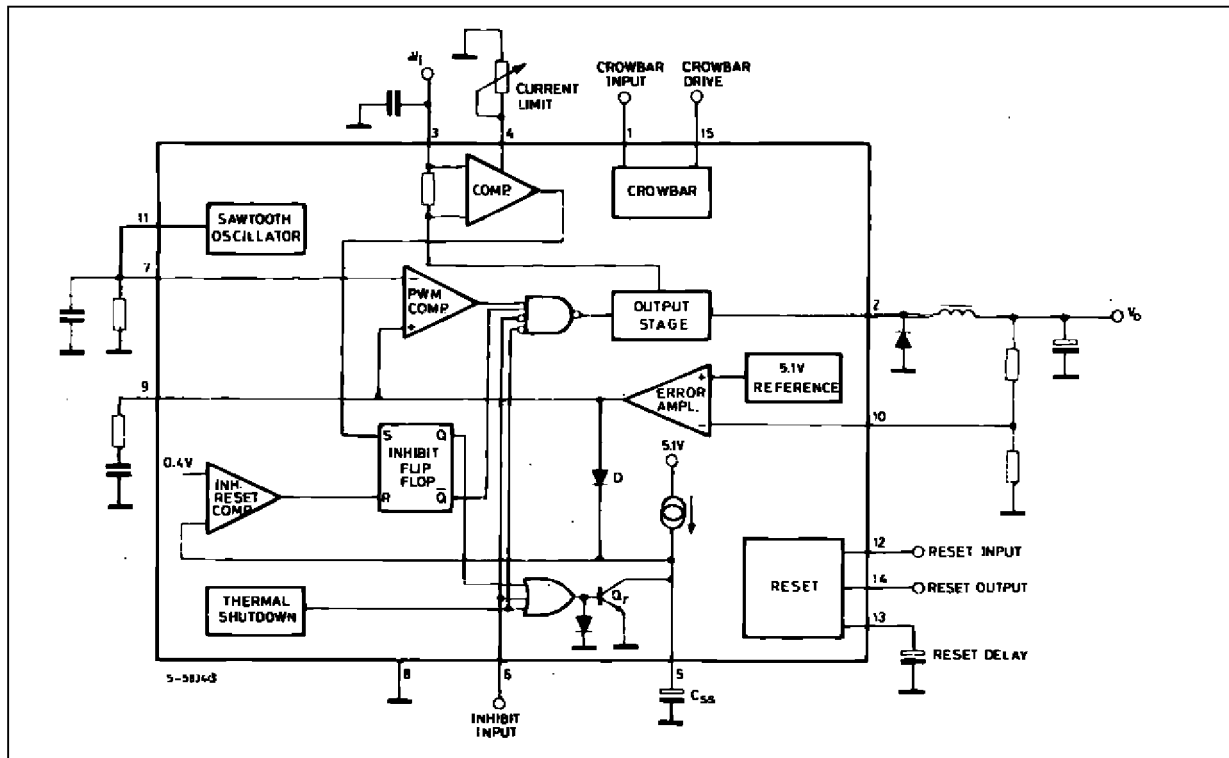 Vi
CURRENT
LIMIT
CROWBAR
INPUT
CROWBAR
DRIVE
3
4
1
15
COMP.
CROWBAR
11
SAWTOOTH
OSCILLATOR
7
−
PWM
COMP
+
OUTPUT
STAGE
2
Vo
5.1V
REFERENCE
+
ERROR
AMPL.
−
9
10
S Q
INHIBIT
FLIP
FLOP
R Q̅
0.4V
INH.
RESET
COMP
D
5.1V
12
RESET INPUT
RESET
14
RESET OUTPUT
13
RESET DELAY
THERMAL
SHUTDOWN
Qr
8
6
5
Css
INHIBIT
INPUT